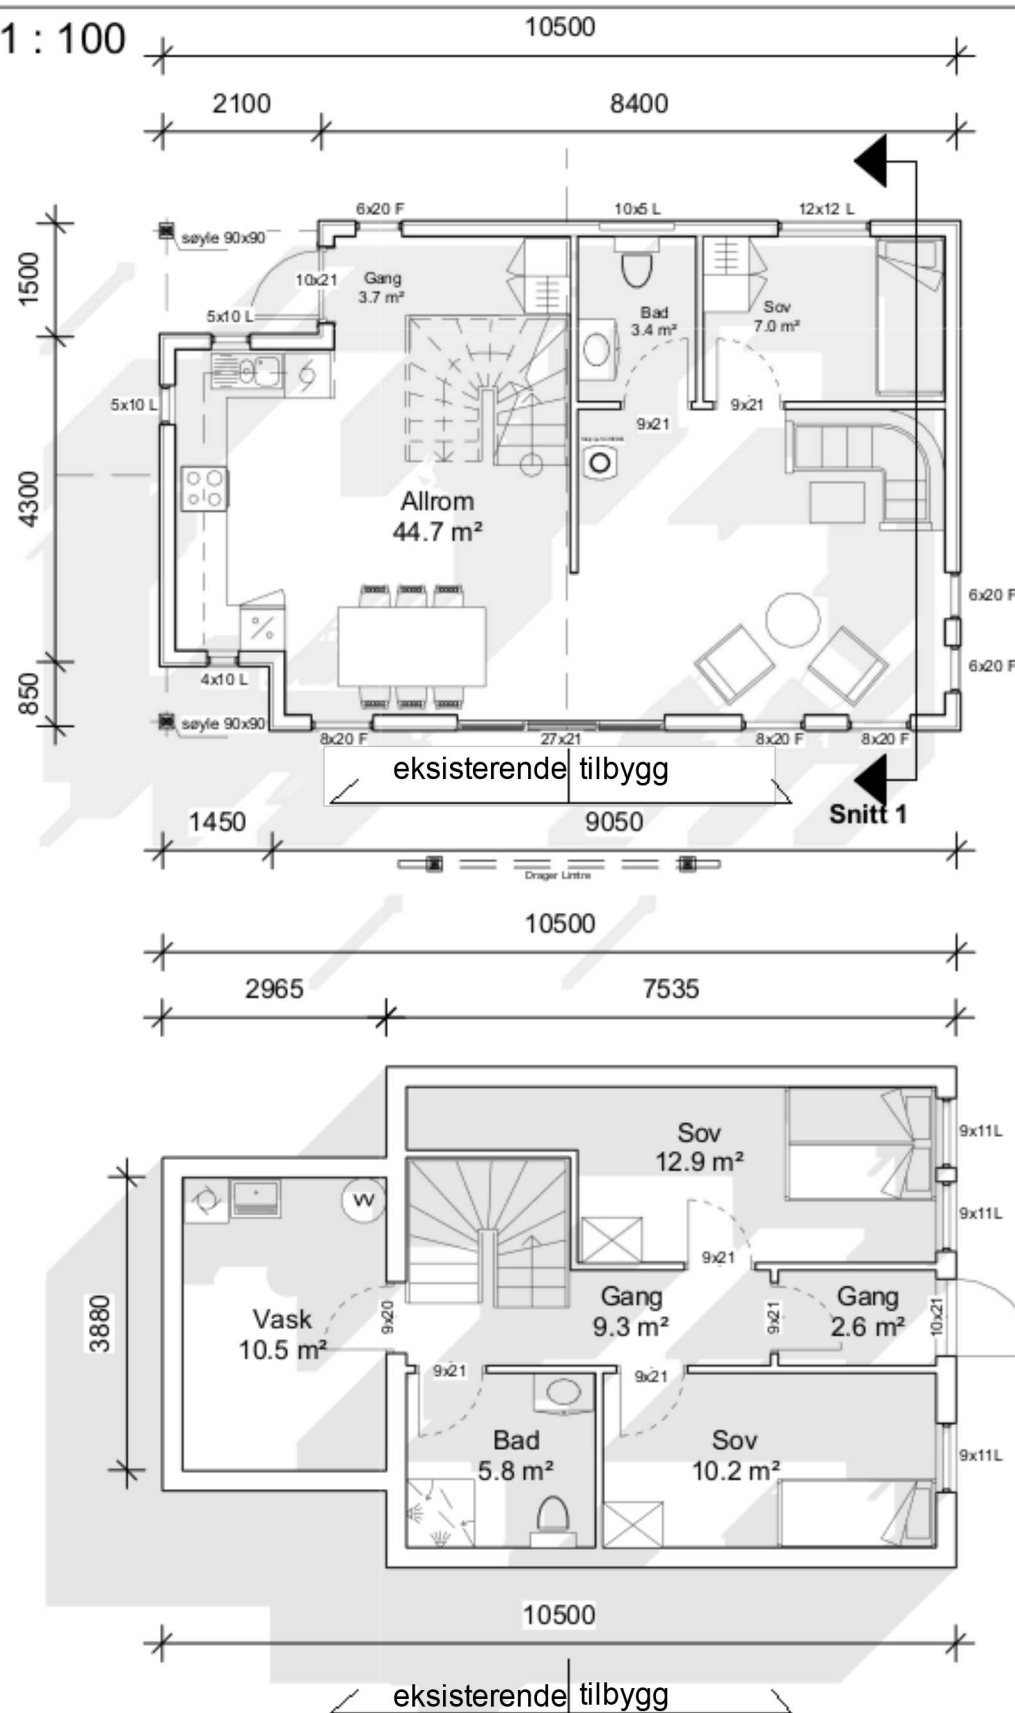 1 : 100
10500
2100 8400
6x20 F 10x5 L 12x12 L
søyle 90x90
1500
10x21
Gang
3.7 m²
5x10 L
Bad
3.4 m²
Sov
7.0 m²
5x10 L
9x21 9x21
4300
Allrom
44.7 m²
6x20 F
6x20 F
850
4x10 L
søyle 90x90
8x20 F 27x21 8x20 F 8x20 F
eksisterende tilbygg
Snitt 1
1450 9050
Drager Limtre
10500
2965 7535
Sov
12.9 m²
9x11L
W
9x11L
9x21
3880
Vask
10.5 m²
9x20
Gang
9.3 m²
9x21
Gang
2.6 m²
10x21
9x21 9x21
Bad
5.8 m²
Sov
10.2 m²
9x11L
10500
eksisterende tilbygg